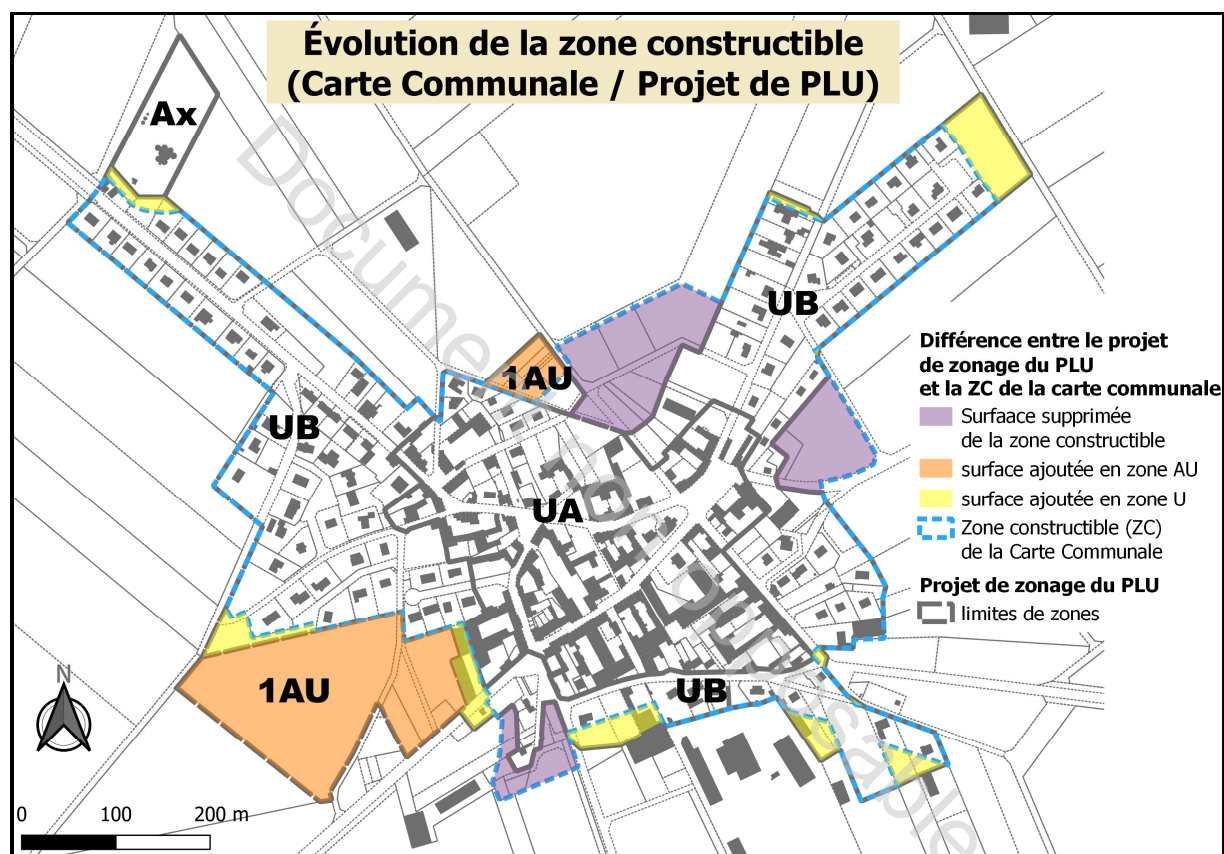 Évolution de la zone constructible
(Carte Communale / Projet de PLU)
Ax
UB
1AU
UB
UA
1AU
UB
Différence entre le projet
de zonage du PLU
et la ZC de la carte communale
Surfaace supprimée
de la zone constructible
surface ajoutée en zone AU
surface ajoutée en zone U
Zone constructible (ZC)
de la Carte Communale
Projet de zonage du PLU
limites de zones
N
0 100 200 m
Document non opposable